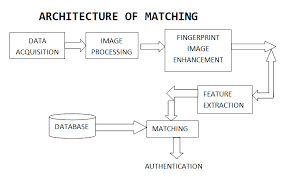 ARCHITECTURE OF MATCHING
DATA
ACQUISITION
IMAGE
PROCESSING
FINGERPRINT
IMAGE
ENHANCEMENT
FEATURE
EXTRACTION
DATABASE
MATCHING
AUTHENTICATION